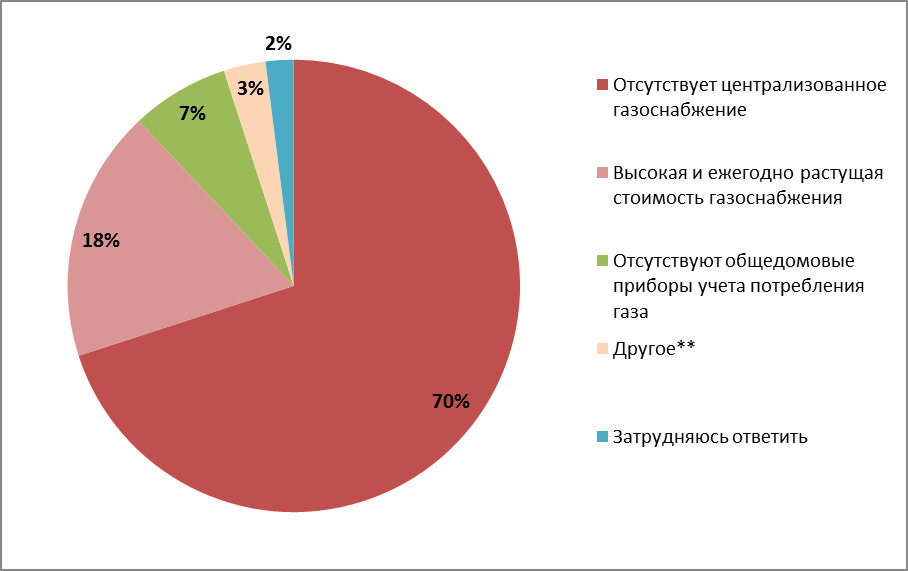 2%
3%
7%
18%
70%
Отсутствует централизованное
газоснабжение
Высокая и ежегодно растущая
стоимость газоснабжения
Отсутствуют общедомовые
приборы учета потребления
газа
Другое**
Затрудняюсь ответить